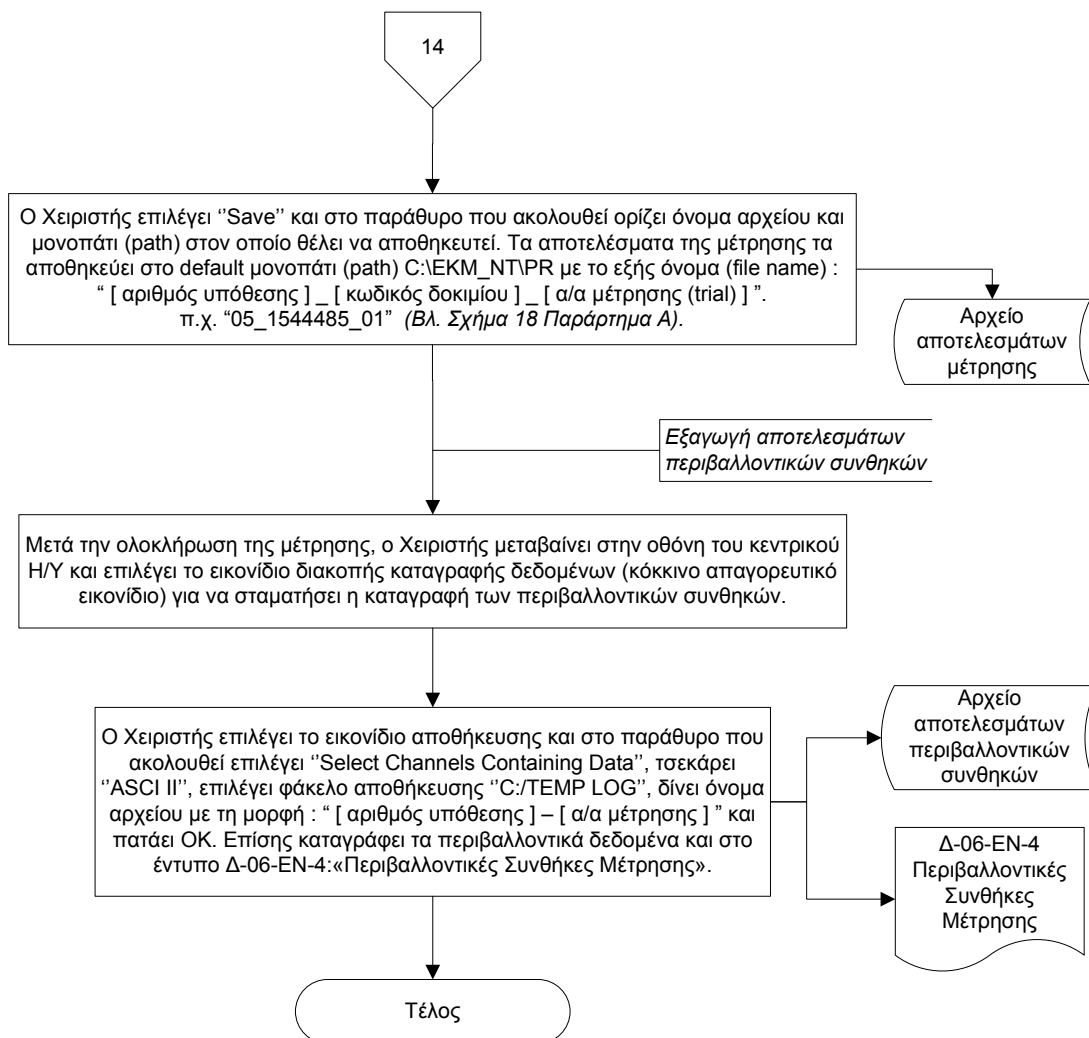 14
Ο Χειριστής επιλέγει ‘’Save’’ και στο παράθυρο που ακολουθεί ορίζει όνομα αρχείου και
μονοπάτι (path) στον οποίο θέλει να αποθηκευτεί. Τα αποτελέσματα της μέτρησης τα
αποθηκεύει στο default μονοπάτι (path) C:\EKM_NT\PR με το εξής όνομα (file name) :
“ [ αριθμός υπόθεσης ] _ [ κωδικός δοκιμίου ] _ [ α/α μέτρησης (trial) ] ”.
π.χ. “05_1544485_01” (Βλ. Σχήμα 18 Παράρτημα Α).
Αρχείο
αποτελεσμάτων
μέτρησης
Εξαγωγή αποτελεσμάτων
περιβαλλοντικών συνθηκών
Μετά την ολοκλήρωση της μέτρησης, ο Χειριστής μεταβαίνει στην οθόνη του κεντρικού
Η/Υ και επιλέγει το εικονίδιο διακοπής καταγραφής δεδομένων (κόκκινο απαγορευτικό
εικονίδιο) για να σταματήσει η καταγραφή των περιβαλλοντικών συνθηκών.
Ο Χειριστής επιλέγει το εικονίδιο αποθήκευσης και στο παράθυρο που
ακολουθεί επιλέγει ‘’Select Channels Containing Data’’, τσεκάρει
‘’ASCI II’’, επιλέγει φάκελο αποθήκευσης ‘’C:/TEMP LOG’’, δίνει όνομα
αρχείου με τη μορφή : “ [ αριθμός υπόθεσης ] – [ α/α μέτρησης ] ” και
πατάει ΟΚ. Επίσης καταγράφει τα περιβαλλοντικά δεδομένα και στο
έντυπο Δ-06-ΕΝ-4:«Περιβαλλοντικές Συνθήκες Μέτρησης».
Αρχείο
αποτελεσμάτων
περιβαλλοντικών
συνθηκών
Δ-06-ΕΝ-4
Περιβαλλοντικές
Συνθήκες
Μέτρησης
Τέλος